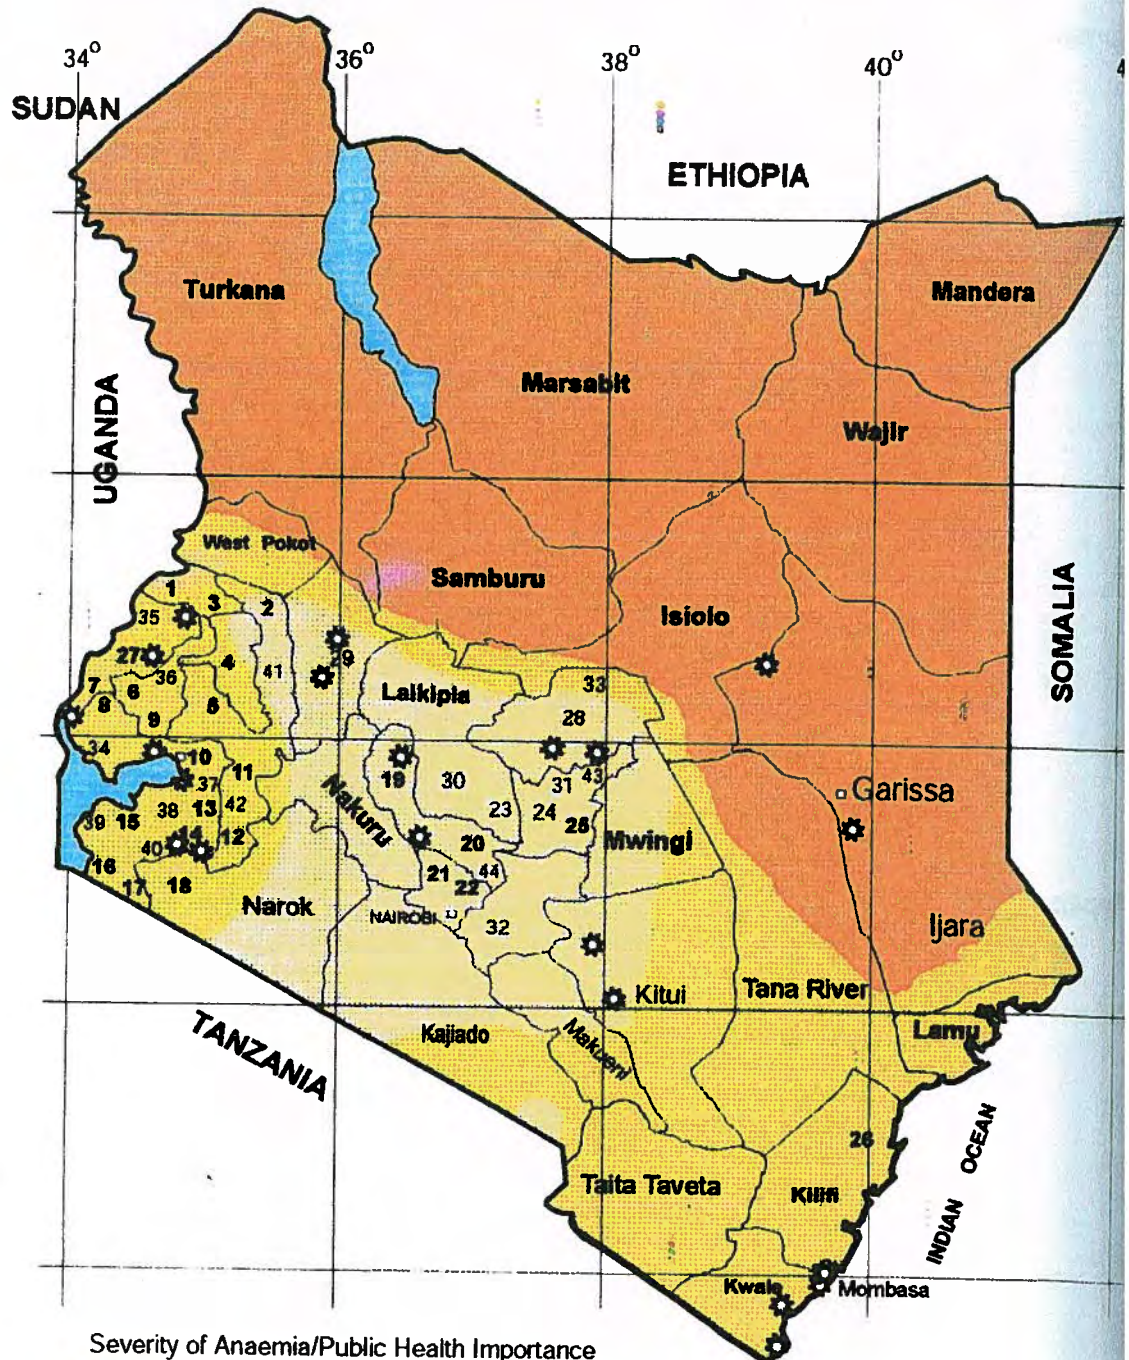 34° 36° 38° 40° 4
SUDAN
ETHIOPIA
Turkana
Mandera
Marsabit
UGANDA
Wajir
West Pokot
Samburu
SOMALIA
Isiolo
1
2
3
35
29
27
36
4
41
33
7
8
6
5
Laikipia
28
9
34
10
37
11
19
30
31
43
Garissa
Nakuru
38
13
42
23
24
25
39
15
14
12
20
Mwingi
40
16
17
18
21
44
22
Narok
NAIROBI
32
Ijara
Kitui
Tana River
Lamu
TANZANIA
Kajiado
Makueni
26
INDIAN OCEAN
Taita Taveta
Kilifi
Kwale
Mombasa
Severity of Anaemia/Public Health Importance